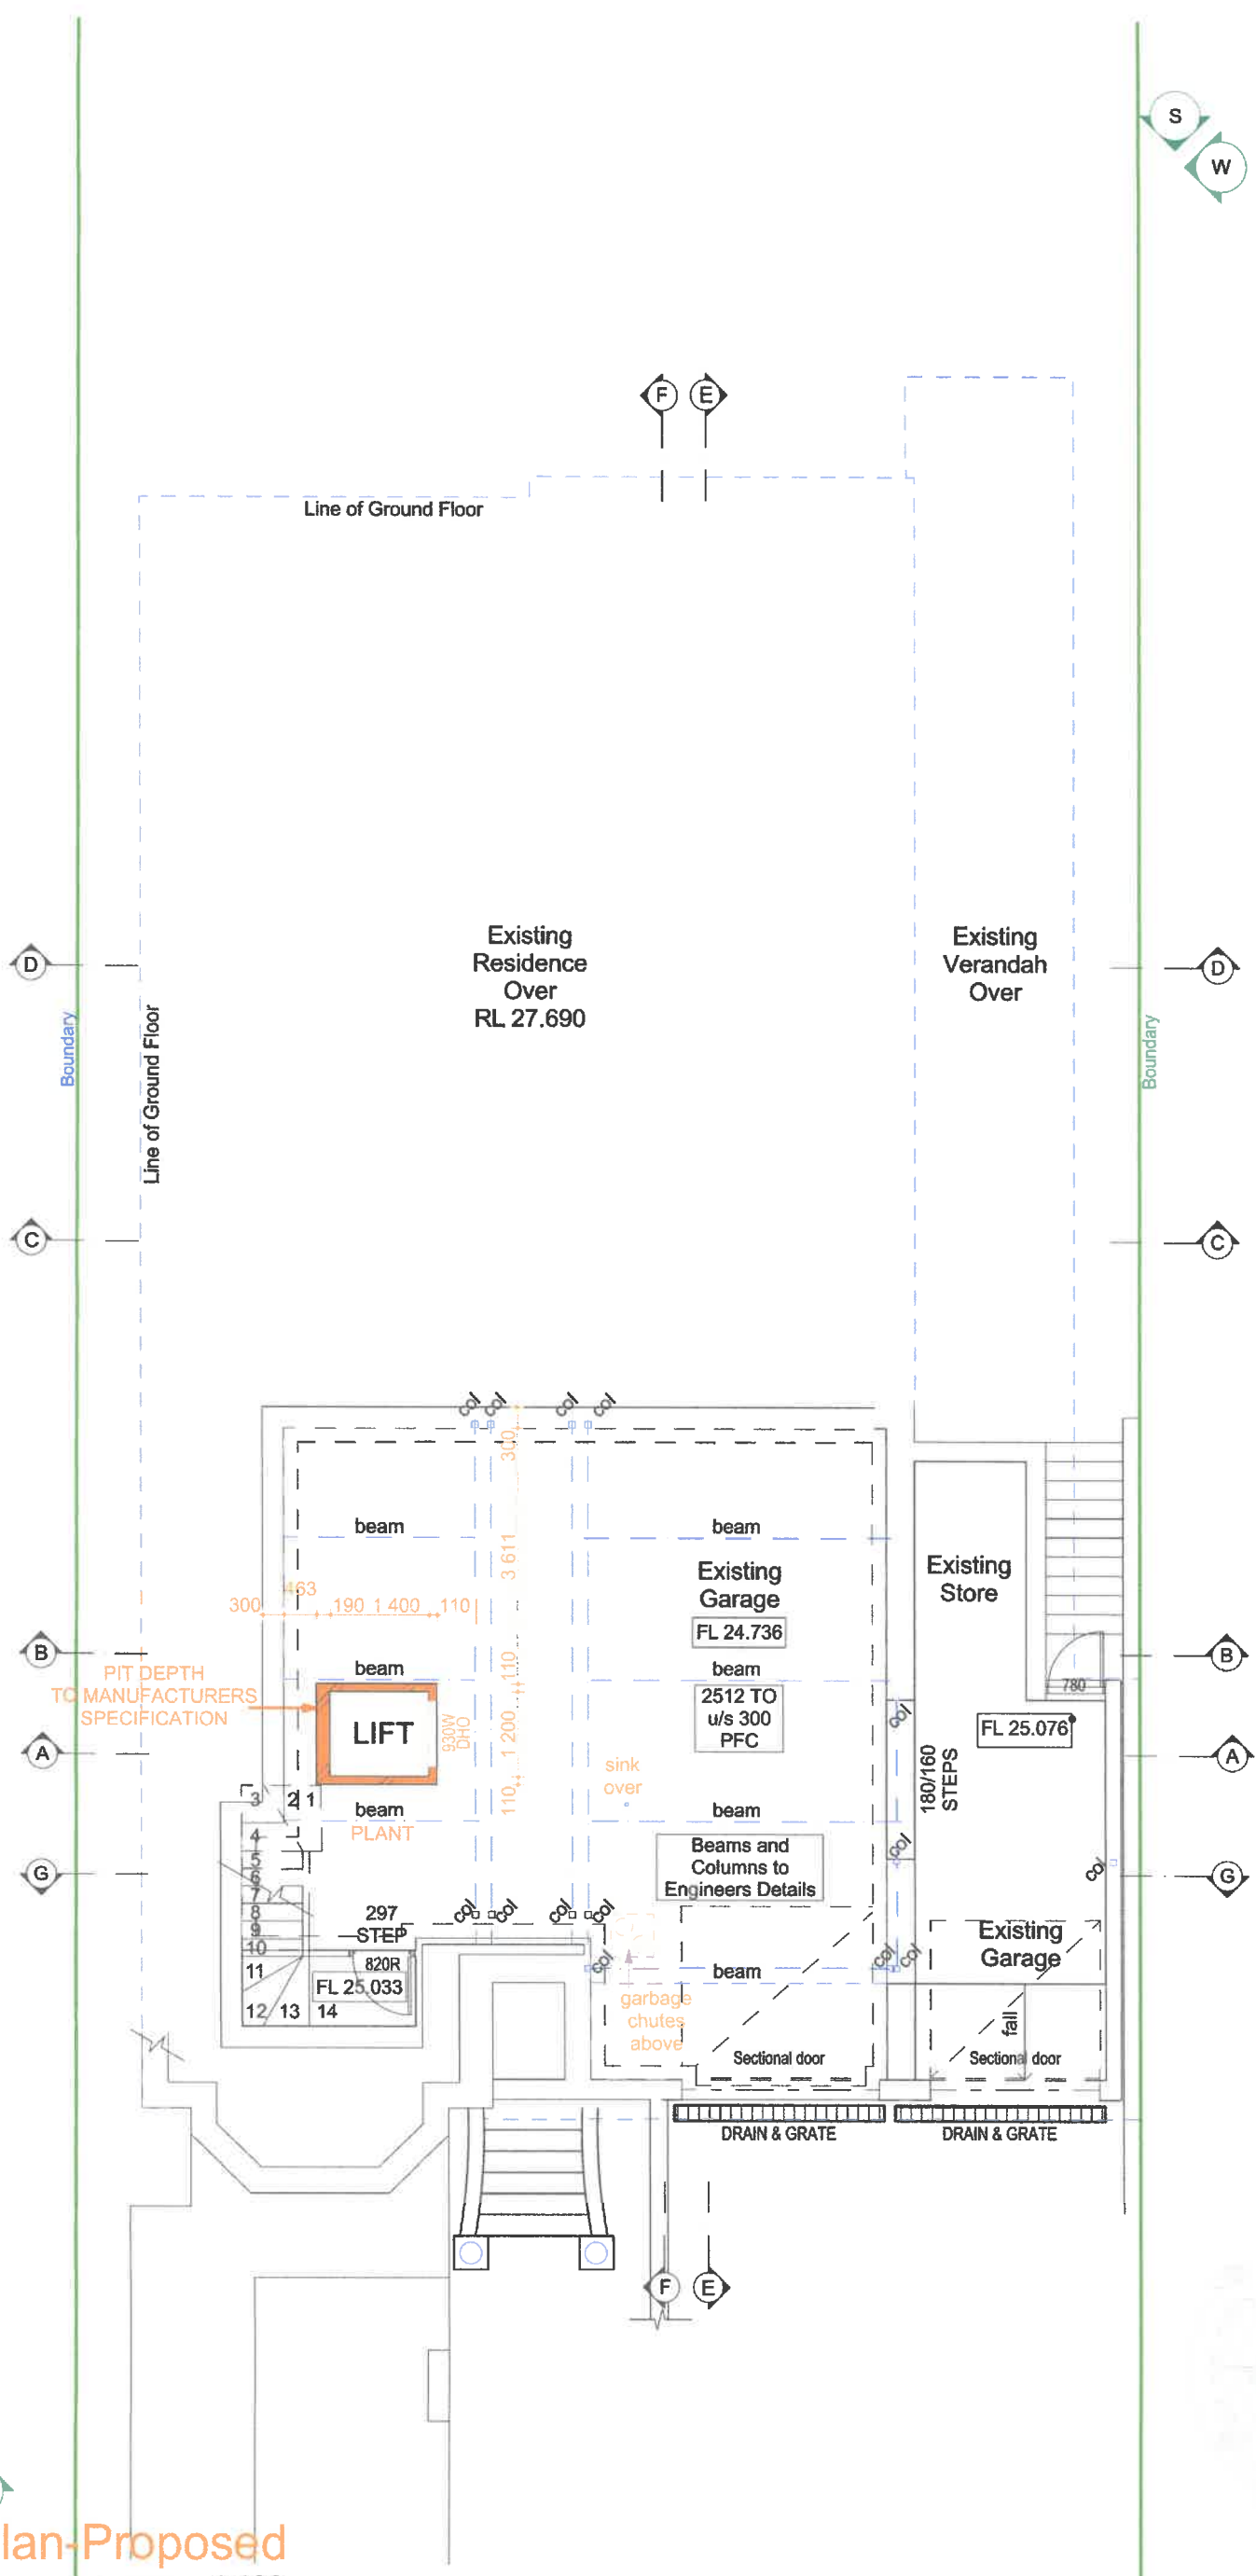 S
W
F E
Line of Ground Floor
Existing
Residence
Over
RL 27.690
Existing
Verandah
Over
D
D
Boundary
Line of Ground Floor
Boundary
C
C
col col col col
300
3 611
beam
beam
Existing
Garage
FL 24.736
Existing
Store
463
300 190 1 400 110
B
B
PIT DEPTH
TO MANUFACTURERS
SPECIFICATION
beam
110
beam
780
2512 TO
u/s 300
PFC
LIFT
930W
DHO
1 200
col
FL 25.076
A
A
180/160
STEPS
sink
over
110
3 2 1
beam
PLANT
beam
4
5
6
7
8
9
10
11
12 13 14
Beams and
Columns to
Engineers Details
col
col
G
G
297
STEP
col col col col
820R
FL 25.033
col
beam
col col
Existing
Garage
garbage
chutes
above
fall
Sectional door
Sectional door
DRAIN & GRATE
DRAIN & GRATE
F E
lan-Proposed